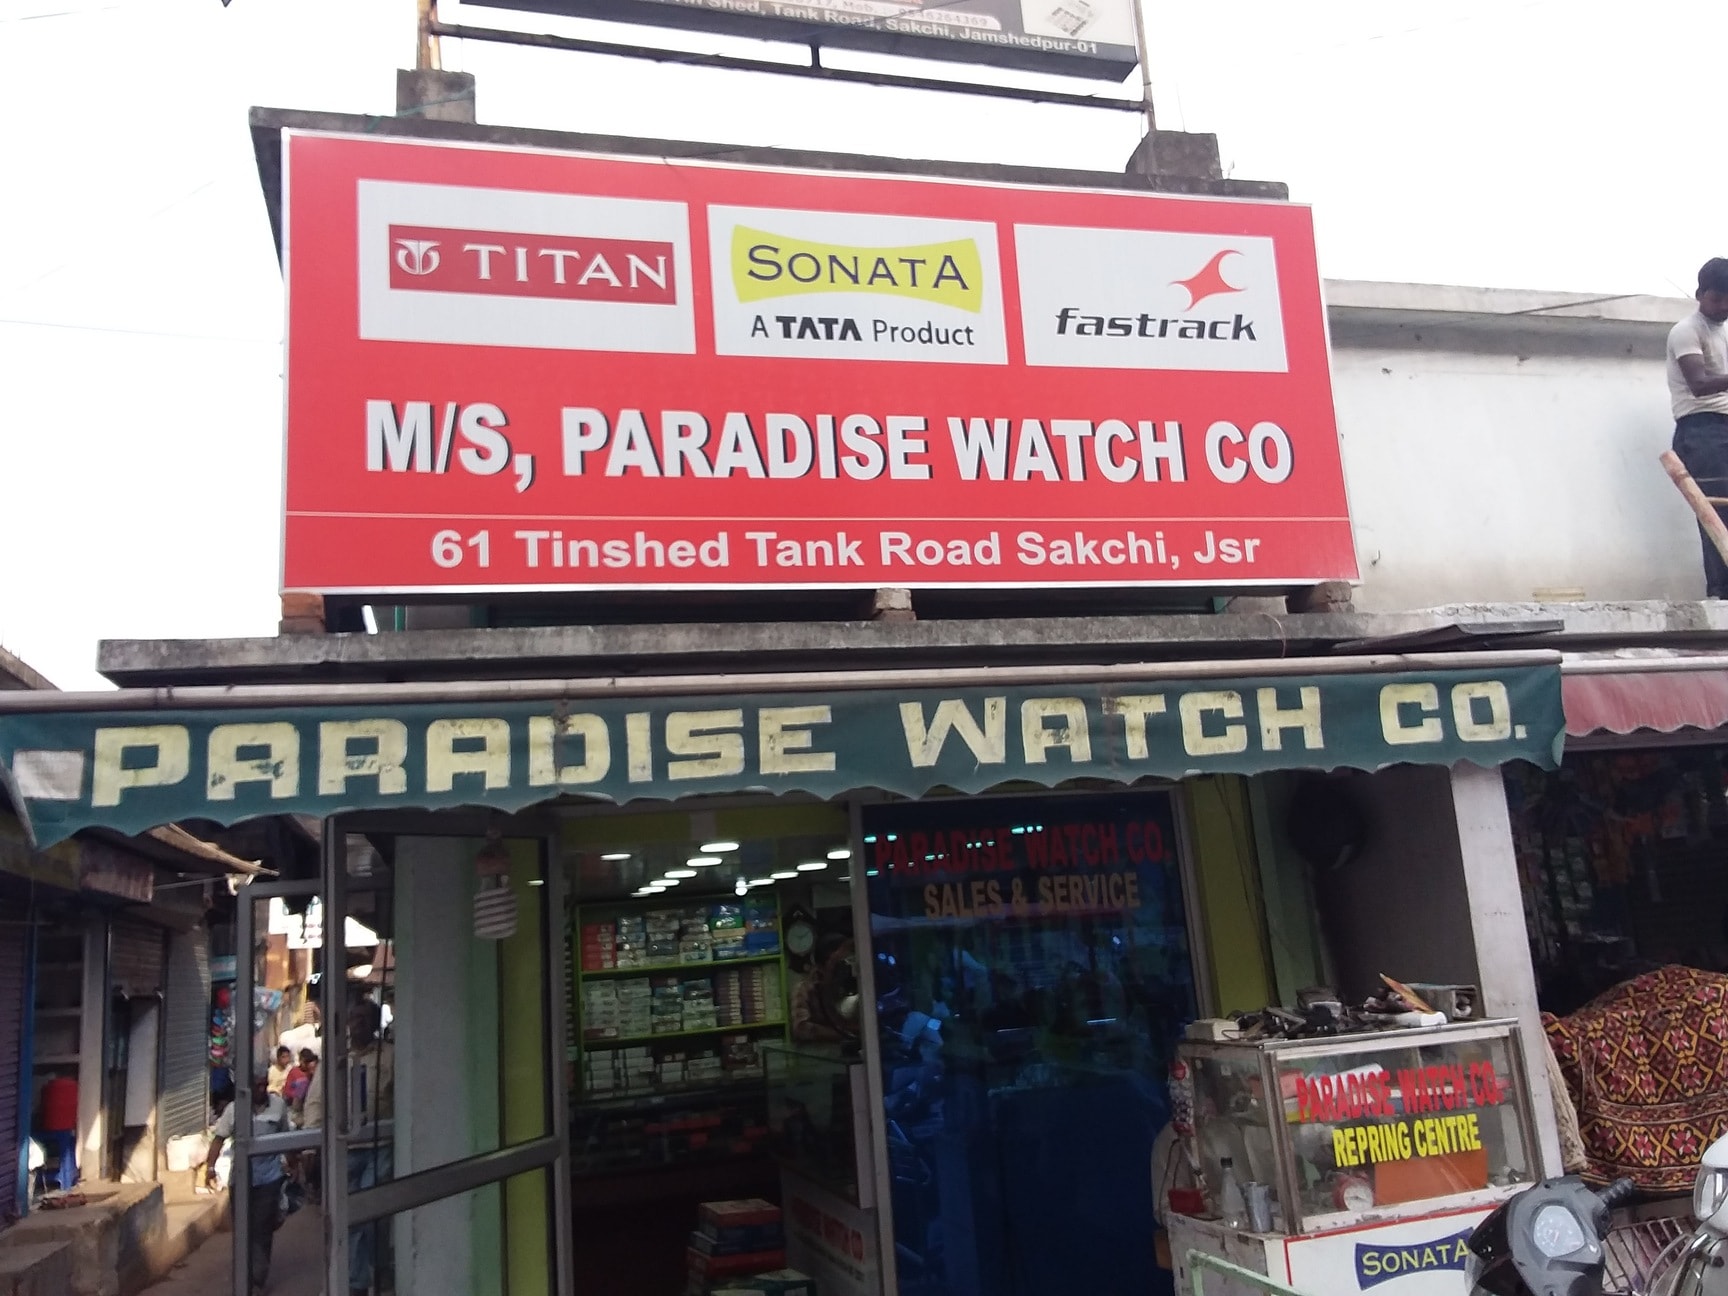 Shed, Tank Road, Sakchi, Jamshedpur-01
TITAN
SONATA
A TATA Product
fastrack
M/S, PARADISE WATCH CO
61 Tinshed Tank Road Sakchi, Jsr
PARADISE WATCH CO.
PARADISE WATCH CO.
SALES & SERVICE
PARADISE WATCH CO.
REPRING CENTRE
SONATA